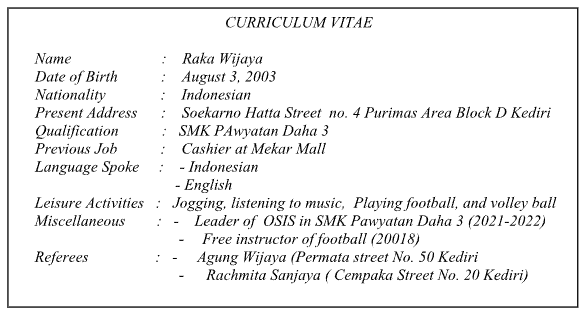 CURRICULUM VITAE
Name : Raka Wijaya
Date of Birth : August 3, 2003
Nationality : Indonesian
Present Address : Soekarno Hatta Street no. 4 Purimas Area Block D Kediri
Qualification : SMK PAwyatan Daha 3
Previous Job : Cashier at Mekar Mall
Language Spoke : - Indonesian
- English
Leisure Activities : Jogging, listening to music, Playing football, and volley ball
Miscellaneous : - Leader of OSIS in SMK Pawyatan Daha 3 (2021-2022)
- Free instructor of football (20018)
Referees : - Agung Wijaya (Permata street No. 50 Kediri
- Rachmita Sanjaya ( Cempaka Street No. 20 Kediri)